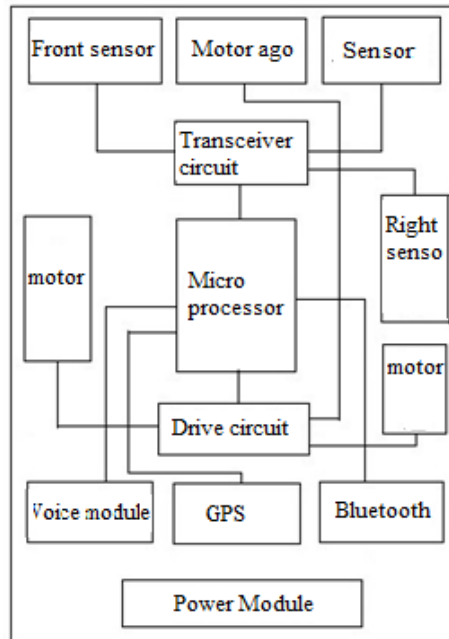 Front sensor
Motor ago
Sensor
Transceiver
circuit
Right
senso
motor
Micro
processor
motor
Drive circuit
Voice module
GPS
Bluetooth
Power Module